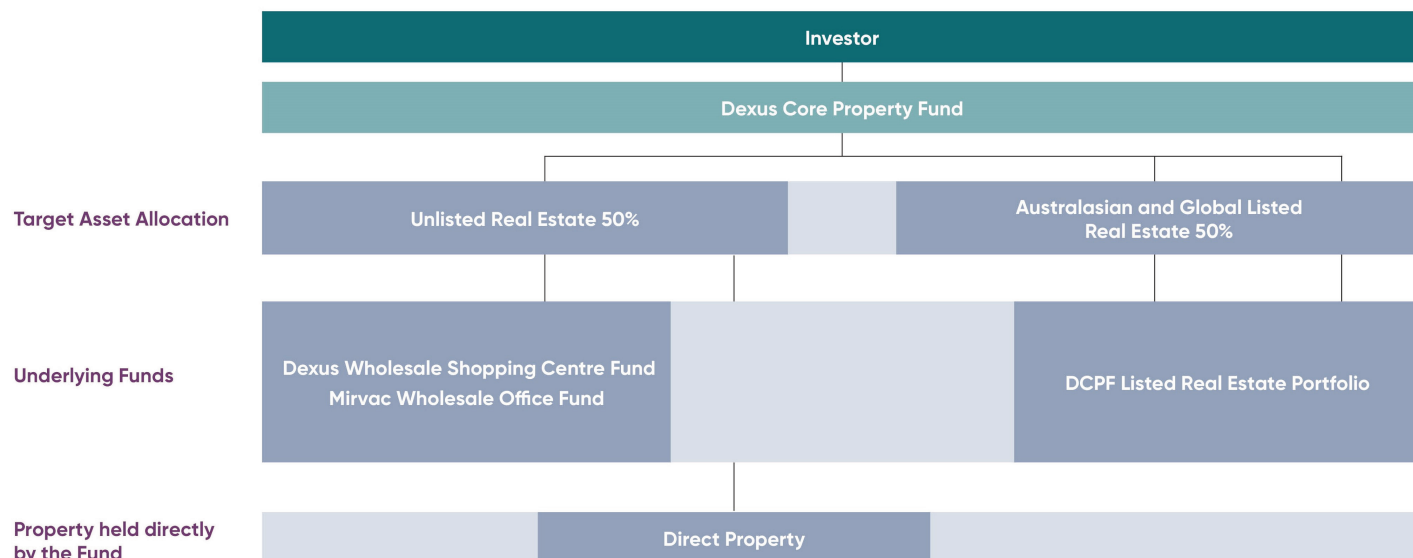 Investor
Dexus Core Property Fund
Target Asset Allocation
Unlisted Real Estate 50%
Australasian and Global Listed
Real Estate 50%
Underlying Funds
Dexus Wholesale Shopping Centre Fund
Mirvac Wholesale Office Fund
DCPF Listed Real Estate Portfolio
Property held directly
by the Fund
Direct Property